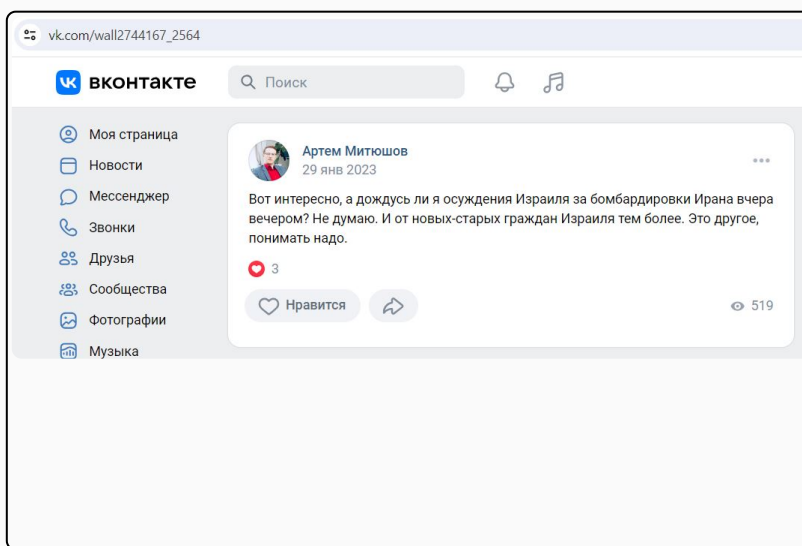 vk.com/wall2744167_2564
вконтакте
Поиск
Моя страница
Новости
Мессенджер
Звонки
Друзья
Сообщества
Фотографии
Музыка
Артем Митюшов
29 янв 2023
Вот интересно, а дождусь ли я осуждения Израиля за бомбардировки Ирана вчера
вечером? Не думаю. И от новых-старых граждан Израиля тем более. Это другое,
понимать надо.
3
Нравится
519